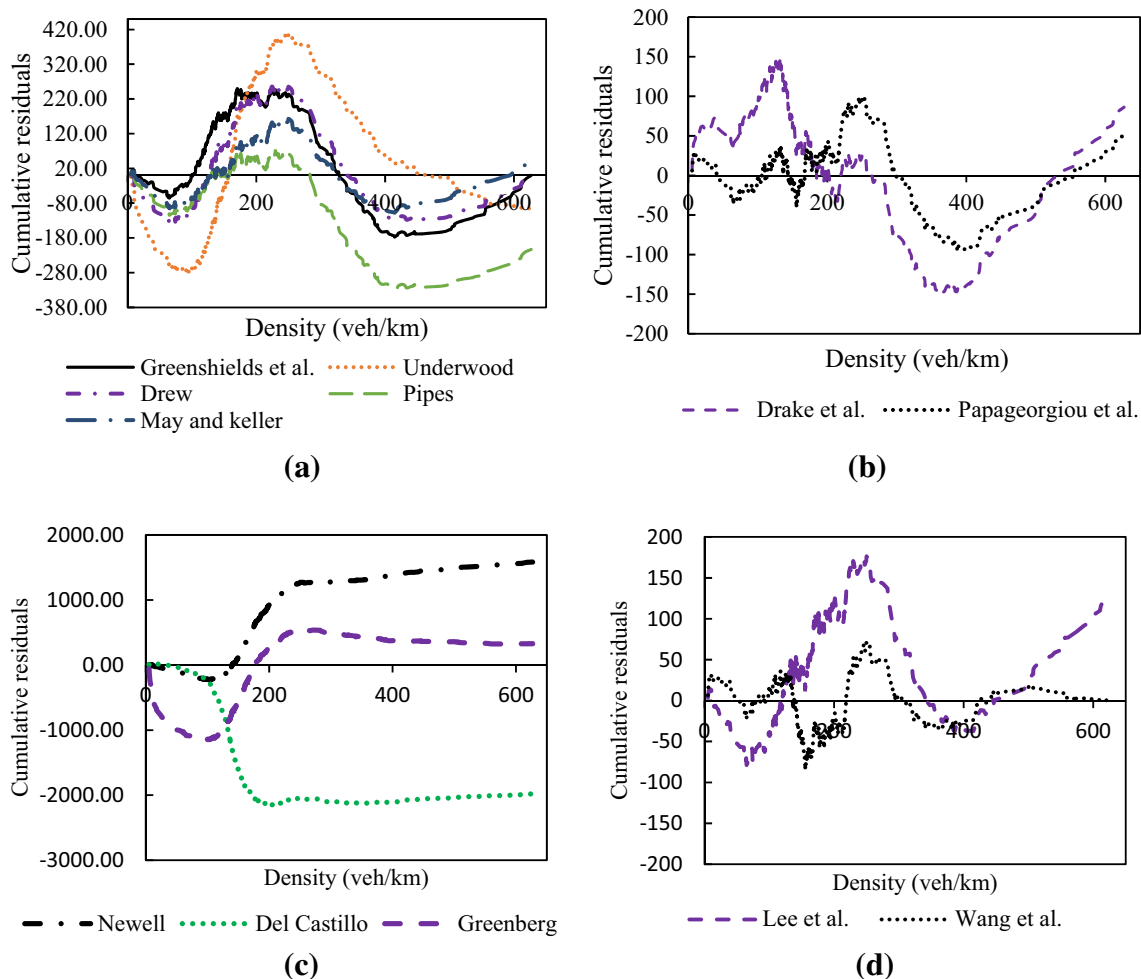 420.00
320.00
220.00
120.00
20.00
-80.00
-180.00
-280.00
-380.00
0
200
400
600
Cumulative residuals
Density (veh/km)
Greenshields et al.
Underwood
Drew
Pipes
May and keller
(a)
200
150
100
50
0
-50
-100
-150
-200
0
200
400
600
Cumulative residuals
Density (veh/km)
Drake et al.
Papageorgiou et al.
(b)
2000.00
1000.00
0.00
-1000.00
-2000.00
-3000.00
0
200
400
600
Cumulative residuals
Density (veh/km)
Newell
Del Castillo
Greenberg
(c)
200
150
100
50
0
-50
-100
-150
-200
0
200
400
600
Cumulative residuals
Density (veh/km)
Lee et al.
Wang et al.
(d)